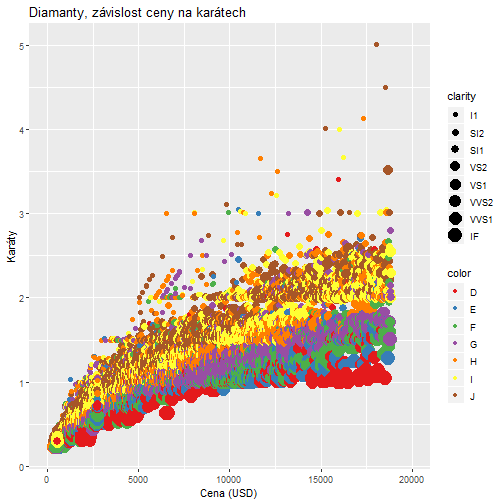 Diamanty, závislost ceny na karátech
5
4
3
2
1
0
Karáty
0
5000
10000
15000
20000
Cena (USD)
clarity
I1
SI2
SI1
VS2
VS1
VVS2
VVS1
IF
color
D
E
F
G
H
I
J